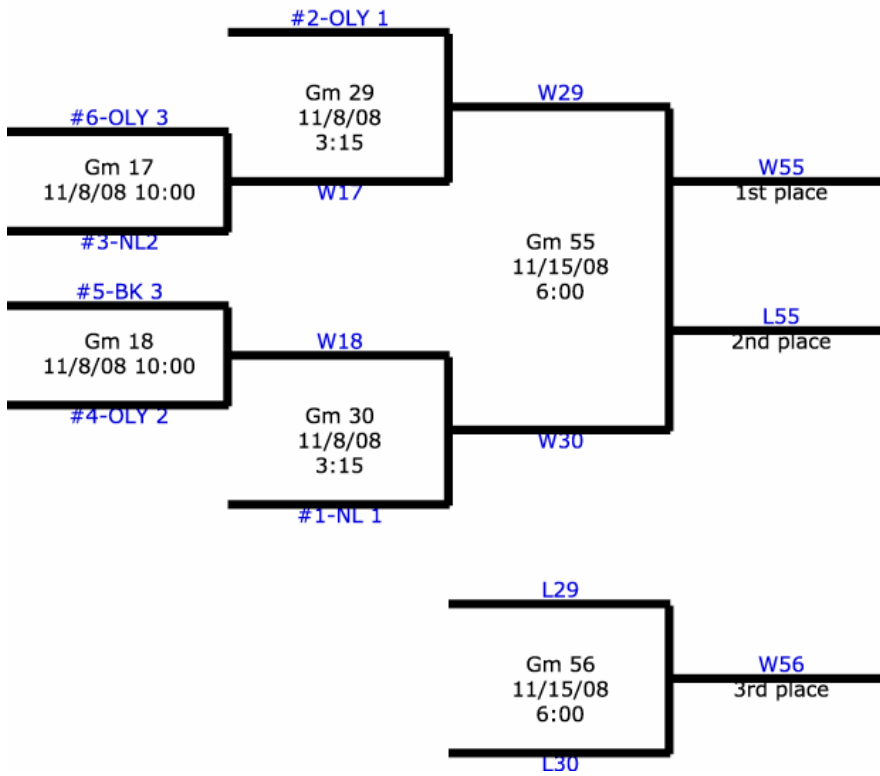 #2-OLY 1
Gm 29
11/8/08
3:15
W29
#6-OLY 3
Gm 17
11/8/08 10:00
W17
W55
1st place
#3-NL2
Gm 55
11/15/08
6:00
#5-BK 3
Gm 18
11/8/08 10:00
W18
L55
2nd place
#4-OLY 2
Gm 30
11/8/08
3:15
W30
#1-NL 1
L29
Gm 56
11/15/08
6:00
W56
3rd place
L30